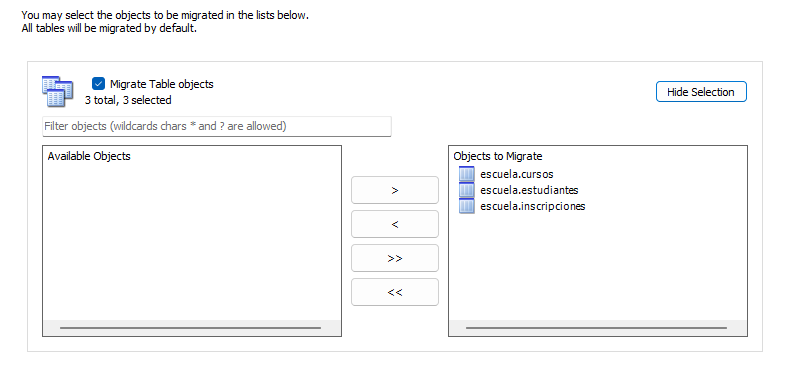 You may select the objects to be migrated in the lists below.
All tables will be migrated by default.
Migrate Table objects
3 total, 3 selected
Hide Selection
Filter objects (wildcards chars * and ? are allowed)
Available Objects
>
<
>>
<<
Objects to Migrate
escuela.cursos
escuela.estudiantes
escuela.inscripciones